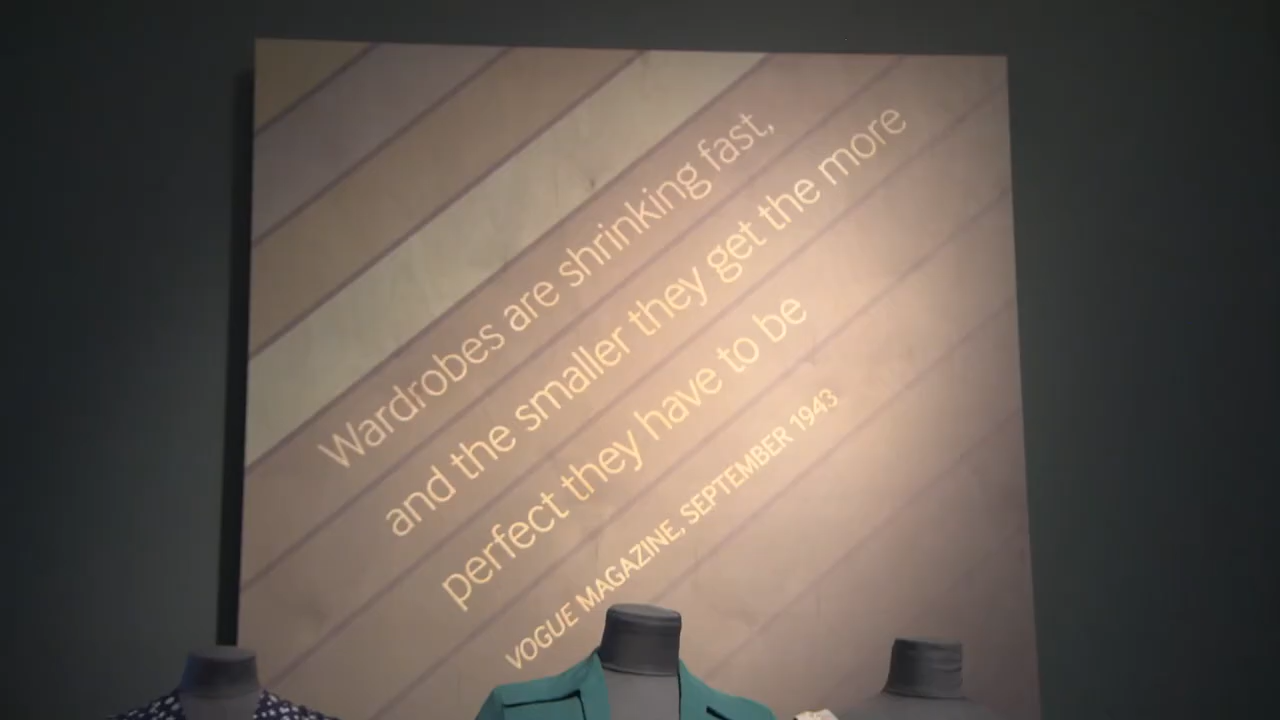 Wardrobes are shrinking fast,
and the smaller they get the more
perfect they have to be
VOGUE MAGAZINE, SEPTEMBER 1943